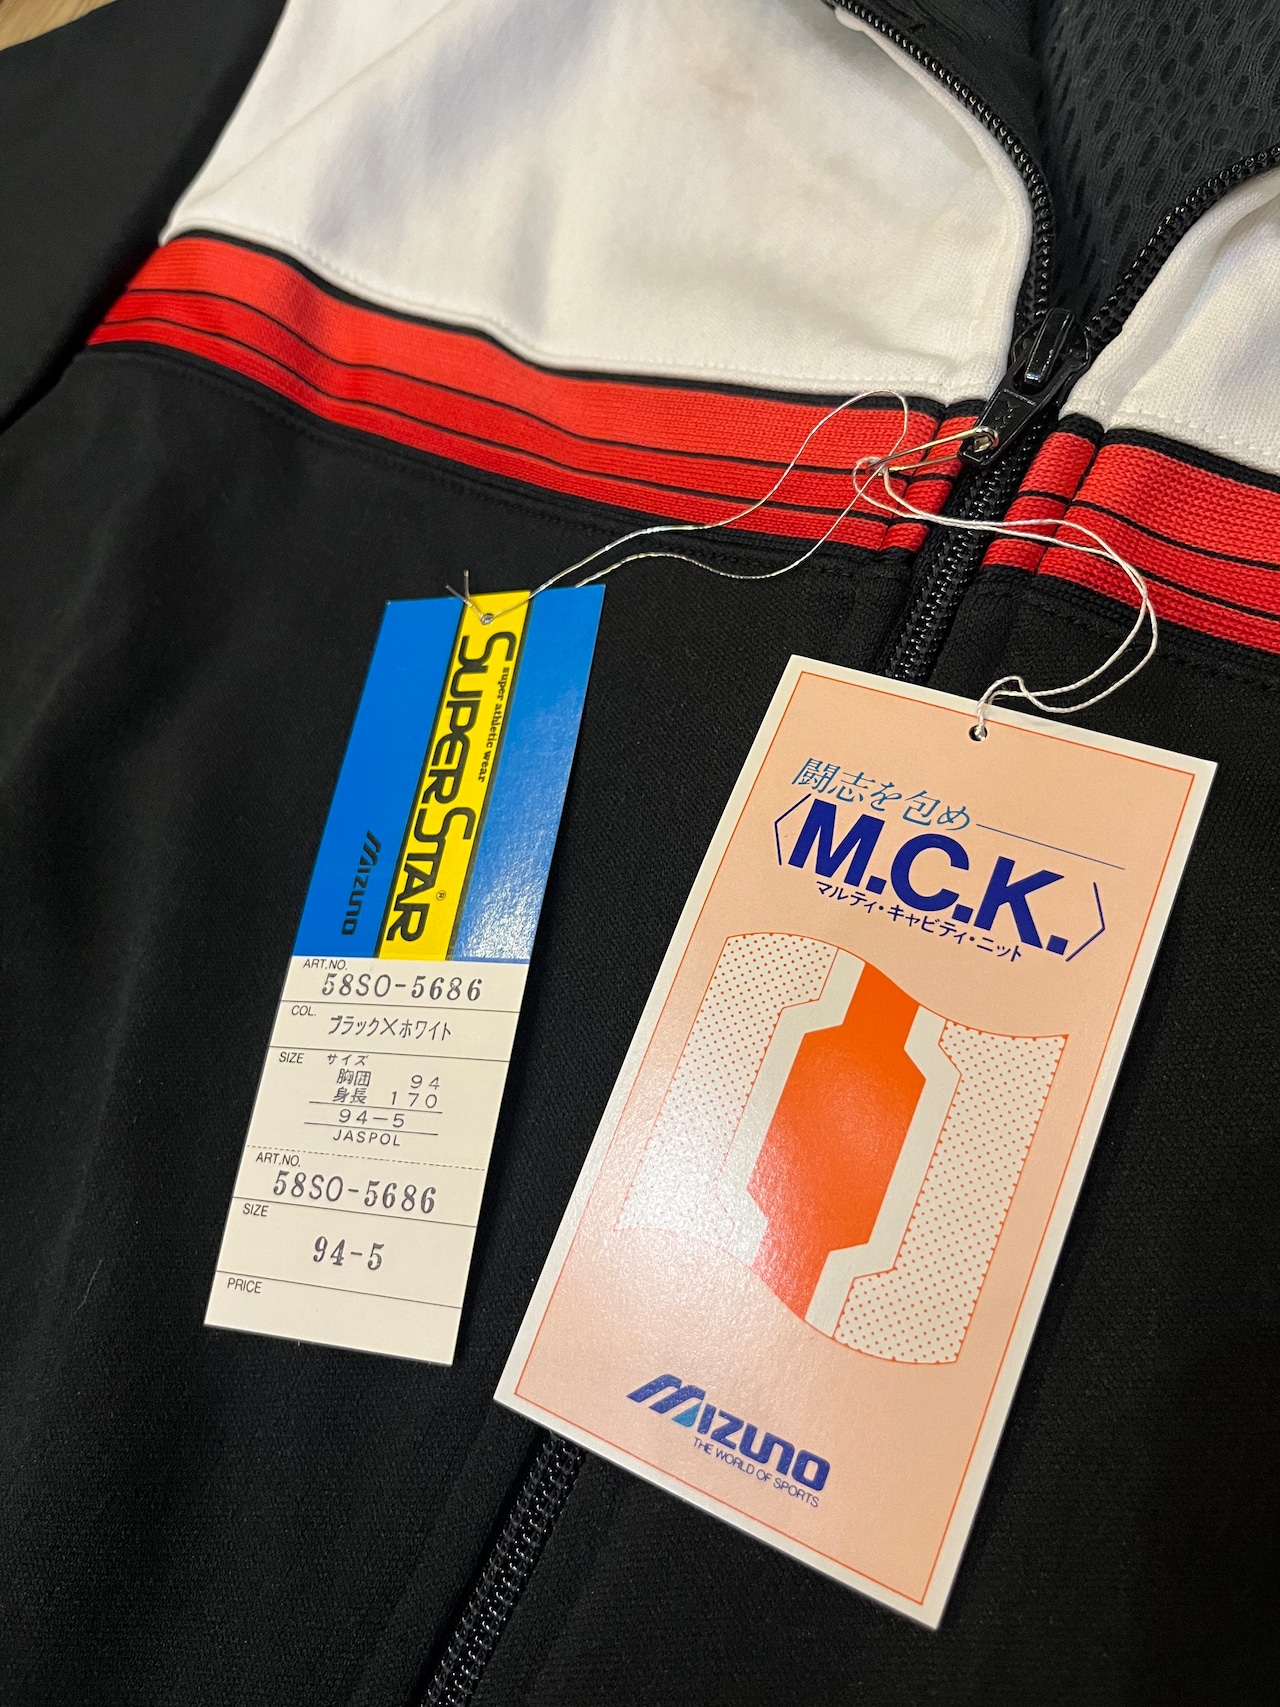 SUPER STAR®
super athletic wear
MIZUNO
ART.NO.
58SO-5686
COL.
ブラック×ホワイト
SIZE サイズ
胸囲 94
身長 170
94-5
JASPOL
ART.NO.
58SO-5686
SIZE
94-5
PRICE
闘志を包め——
〈M.C.K.〉
マルティ・キャビティ・ニット
MIZUNO
THE WORLD OF SPORTS